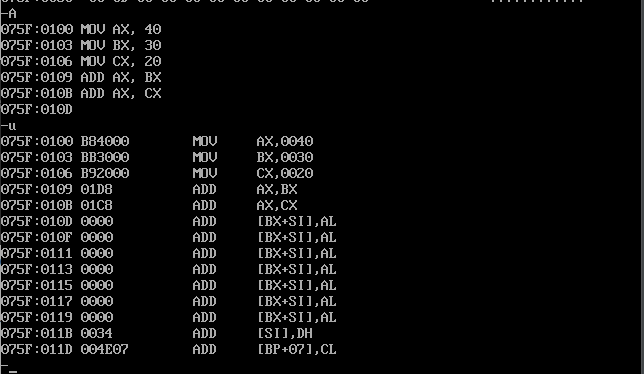 -A
075F:0100 MOV AX, 40
075F:0103 MOV BX, 30
075F:0106 MOV CX, 20
075F:0109 ADD AX, BX
075F:010B ADD AX, CX
075F:010D
-u
075F:0100 B84000 MOV AX,0040
075F:0103 BB3000 MOV BX,0030
075F:0106 B92000 MOV CX,0020
075F:0109 01D8 ADD AX,BX
075F:010B 01C8 ADD AX,CX
075F:010D 0000 ADD [BX+SI],AL
075F:010F 0000 ADD [BX+SI],AL
075F:0111 0000 ADD [BX+SI],AL
075F:0113 0000 ADD [BX+SI],AL
075F:0115 0000 ADD [BX+SI],AL
075F:0117 0000 ADD [BX+SI],AL
075F:0119 0000 ADD [BX+SI],AL
075F:011B 0034 ADD [SI],DH
075F:011D 004E07 ADD [BP+07],CL
-_